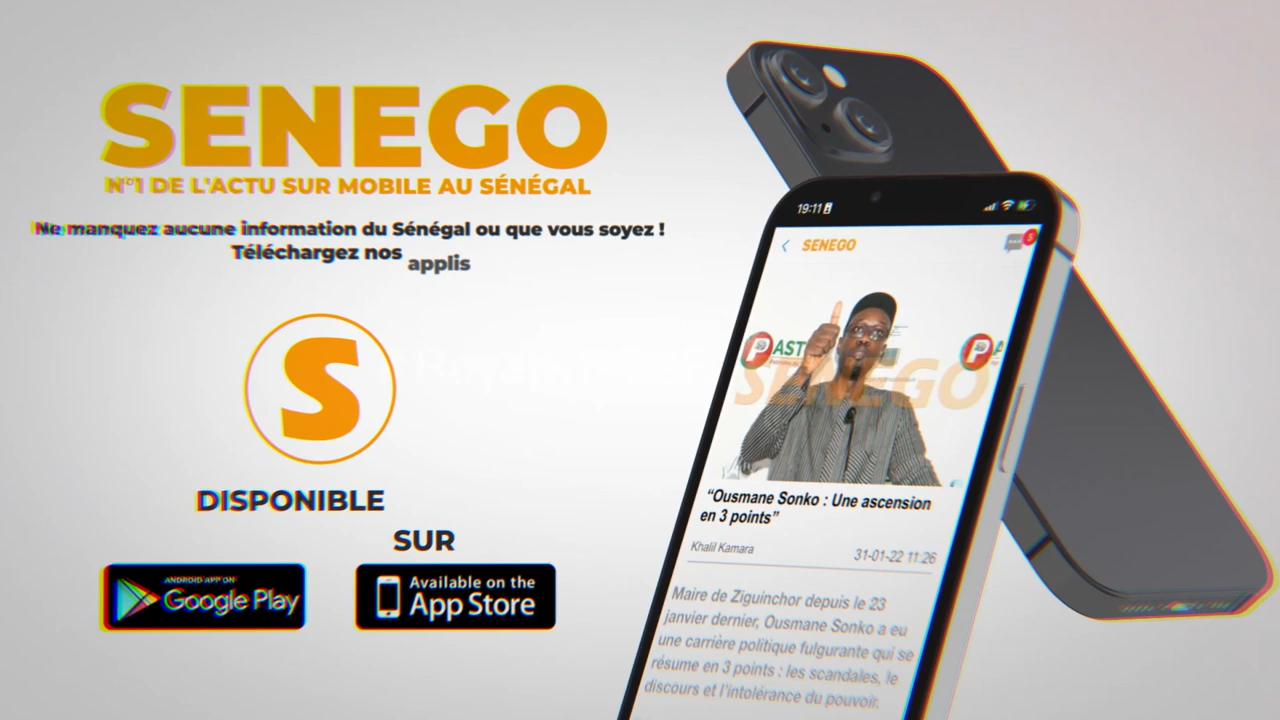 SENEGO
N°1 DE L'ACTU SUR MOBILE AU SÉNÉGAL
Ne manquez aucune information du Sénégal ou que vous soyez !
Téléchargez nos applis
S
DISPONIBLE
SUR
ANDROID APP ON
Google Play
Available on the
App Store
19:11
SENEGO
5
PAST
PA
SENEGO
“Ousmane Sonko : Une ascension
en 3 points”
Khalil Kamara
31-01-22 11:26
Maire de Ziguinchor depuis le 23
janvier dernier, Ousmane Sonko a eu
une carrière politique fulgurante qui se
résume en 3 points : les scandales, le
discours et l'intolérance du pouvoir.